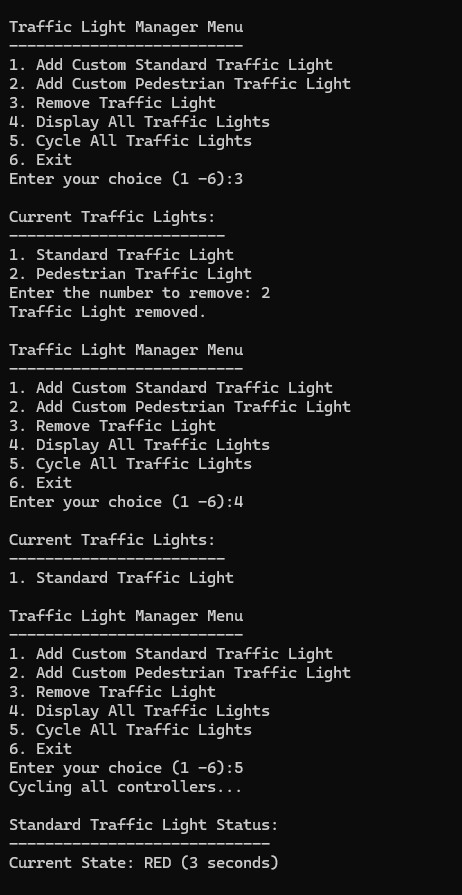 Traffic Light Manager Menu
--------------------------
1. Add Custom Standard Traffic Light
2. Add Custom Pedestrian Traffic Light
3. Remove Traffic Light
4. Display All Traffic Lights
5. Cycle All Traffic Lights
6. Exit
Enter your choice (1 -6):3
Current Traffic Lights:
------------------------
1. Standard Traffic Light
2. Pedestrian Traffic Light
Enter the number to remove: 2
Traffic Light removed.
Traffic Light Manager Menu
--------------------------
1. Add Custom Standard Traffic Light
2. Add Custom Pedestrian Traffic Light
3. Remove Traffic Light
4. Display All Traffic Lights
5. Cycle All Traffic Lights
6. Exit
Enter your choice (1 -6):4
Current Traffic Lights:
------------------------
1. Standard Traffic Light
Traffic Light Manager Menu
--------------------------
1. Add Custom Standard Traffic Light
2. Add Custom Pedestrian Traffic Light
3. Remove Traffic Light
4. Display All Traffic Lights
5. Cycle All Traffic Lights
6. Exit
Enter your choice (1 -6):5
Cycling all controllers...
Standard Traffic Light Status:
-----------------------------
Current State: RED (3 seconds)